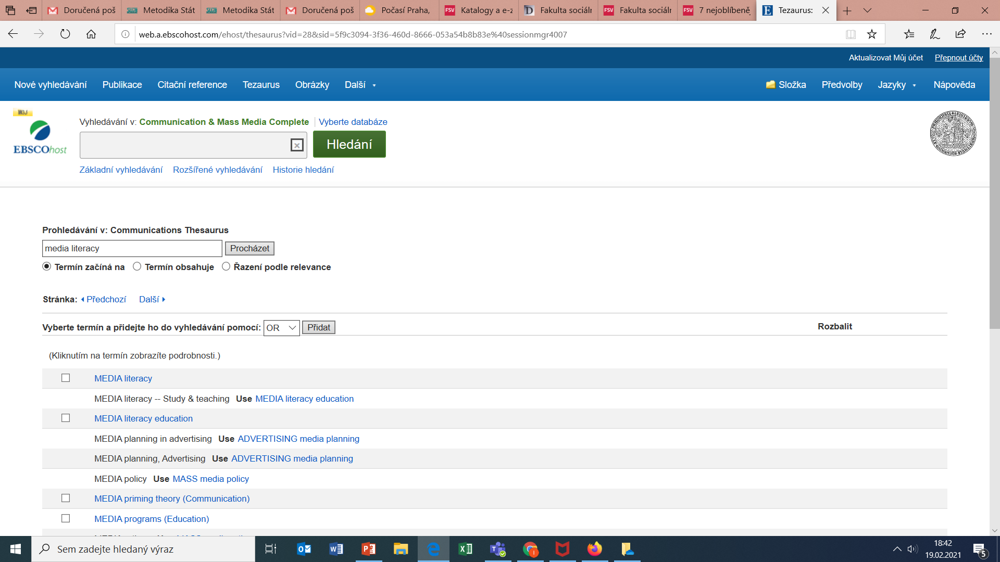 Doručená poš
Metodika Stát
Metodika Stát
Doručená poš
Počasí Praha,
FSV Katalogy a e-z
D Fakulta sociáln
FSV Fakulta sociáln
FSV 7 nejoblíbeněj
E Tezaurus:
web.a.ebscohost.com/ehost/thesaurus?vid=28&sid=5f9c3094-3f36-460d-8666-053a54b8b83e%40sessionmgr4007
Aktualizovat Můj účet Přepnout účty
Nové vyhledávání Publikace Citační reference Tezaurus Obrázky Další Složka Předvolby Jazyky Nápověda
MOJ
EBSCOhost
Vyhledávání v: Communication & Mass Media Complete Vyberte databáze
Hledání
Základní vyhledávání Rozšířené vyhledávání Historie hledání
Prohledávání v: Communications Thesaurus
media literacy Procházet
Termín začíná na Termín obsahuje Řazení podle relevance
Stránka: Předchozí Další
Vyberte termín a přidejte ho do vyhledávání pomocí: OR Přidat Rozbalit
(Kliknutím na termín zobrazíte podrobnosti.)
MEDIA literacy
MEDIA literacy -- Study & teaching Use MEDIA literacy education
MEDIA literacy education
MEDIA planning in advertising Use ADVERTISING media planning
MEDIA planning, Advertising Use ADVERTISING media planning
MEDIA policy Use MASS media policy
MEDIA priming theory (Communication)
MEDIA programs (Education)
Sem zadejte hledaný výraz
18:42
19.02.2021
5